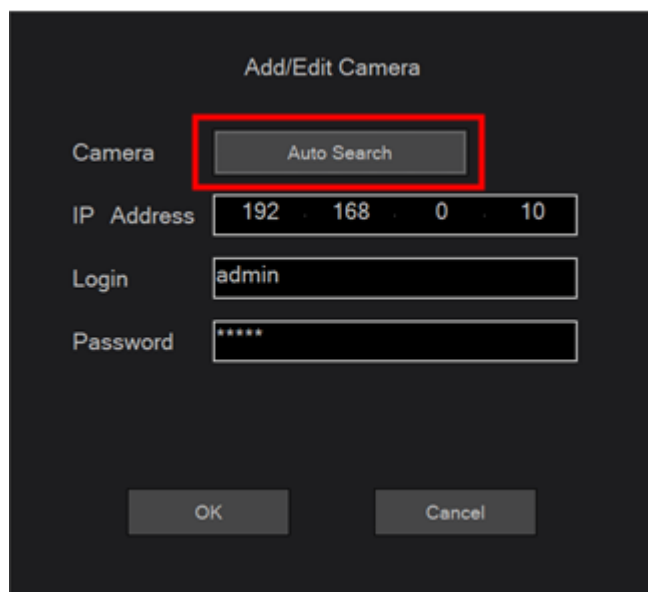 Add/Edit Camera
Camera Auto Search
IP Address 192 . 168 . 0 . 10
Login admin
Password *****
OK Cancel